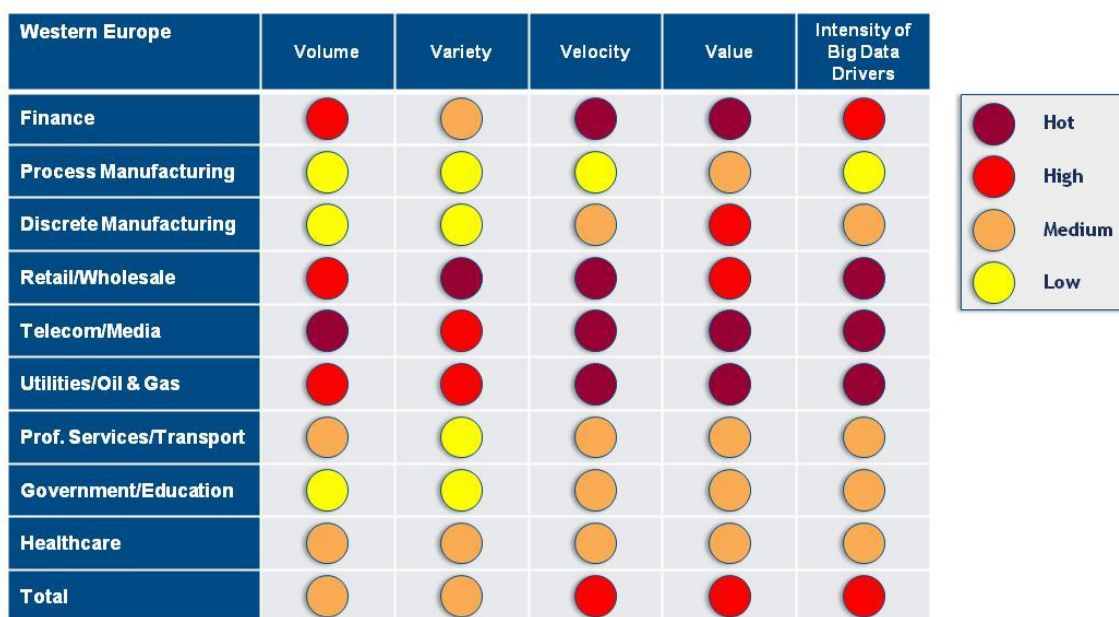 Western Europe
Volume
Variety
Velocity
Value
Intensity of
Big Data
Drivers
Finance
Process Manufacturing
Discrete Manufacturing
Retail/Wholesale
Telecom/Media
Utilities/Oil & Gas
Prof. Services/Transport
Government/Education
Healthcare
Total
Hot
High
Medium
Low